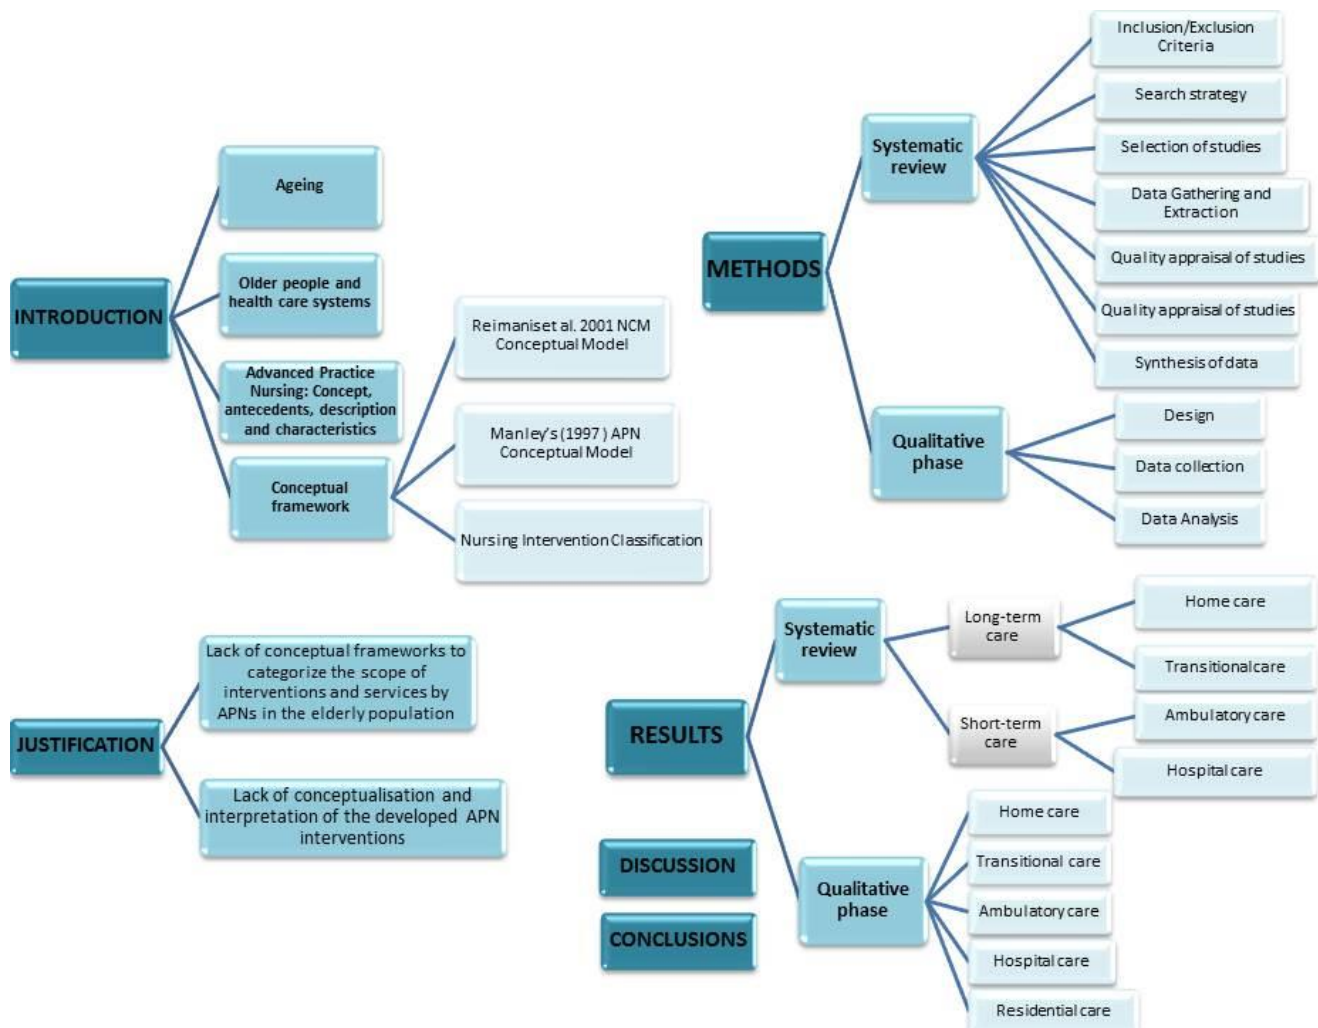 INTRODUCTION
Ageing
Older people and
health care systems
Advanced Practice
Nursing: Concept,
antecedents, description
and characteristics
Conceptual
framework
Reimaniset al. 2001 NCM
Conceptual Model
Manley's (1997) APN
Conceptual Model
Nursing Intervention Classification
METHODS
Systematic
review
Inclusion/Exclusion
Criteria
Search strategy
Selection of studies
Data Gathering and
Extraction
Quality appraisal of studies
Quality appraisal of studies
Synthesis of data
Qualitative
phase
Design
Data collection
Data Analysis
JUSTIFICATION
Lack of conceptual frameworks to
categorize the scope of
interventions and services by
APNs in the elderly population
Lack of conceptualisation and
interpretation of the developed APN
interventions
RESULTS
Systematic
review
Long-term
care
Home care
Transitional care
Short-term
care
Ambulatory care
Hospital care
Qualitative
phase
Home care
Transitional care
Ambulatory care
Hospital care
Residential care
DISCUSSION
CONCLUSIONS